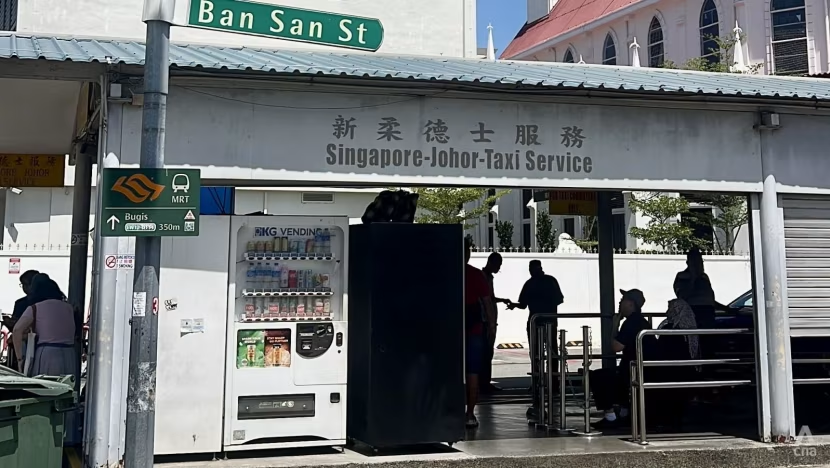 Ban San St
新柔德士服務
Singapore-Johor-Taxi Service
MRT
Bugis
350m
KG VENDING
cna